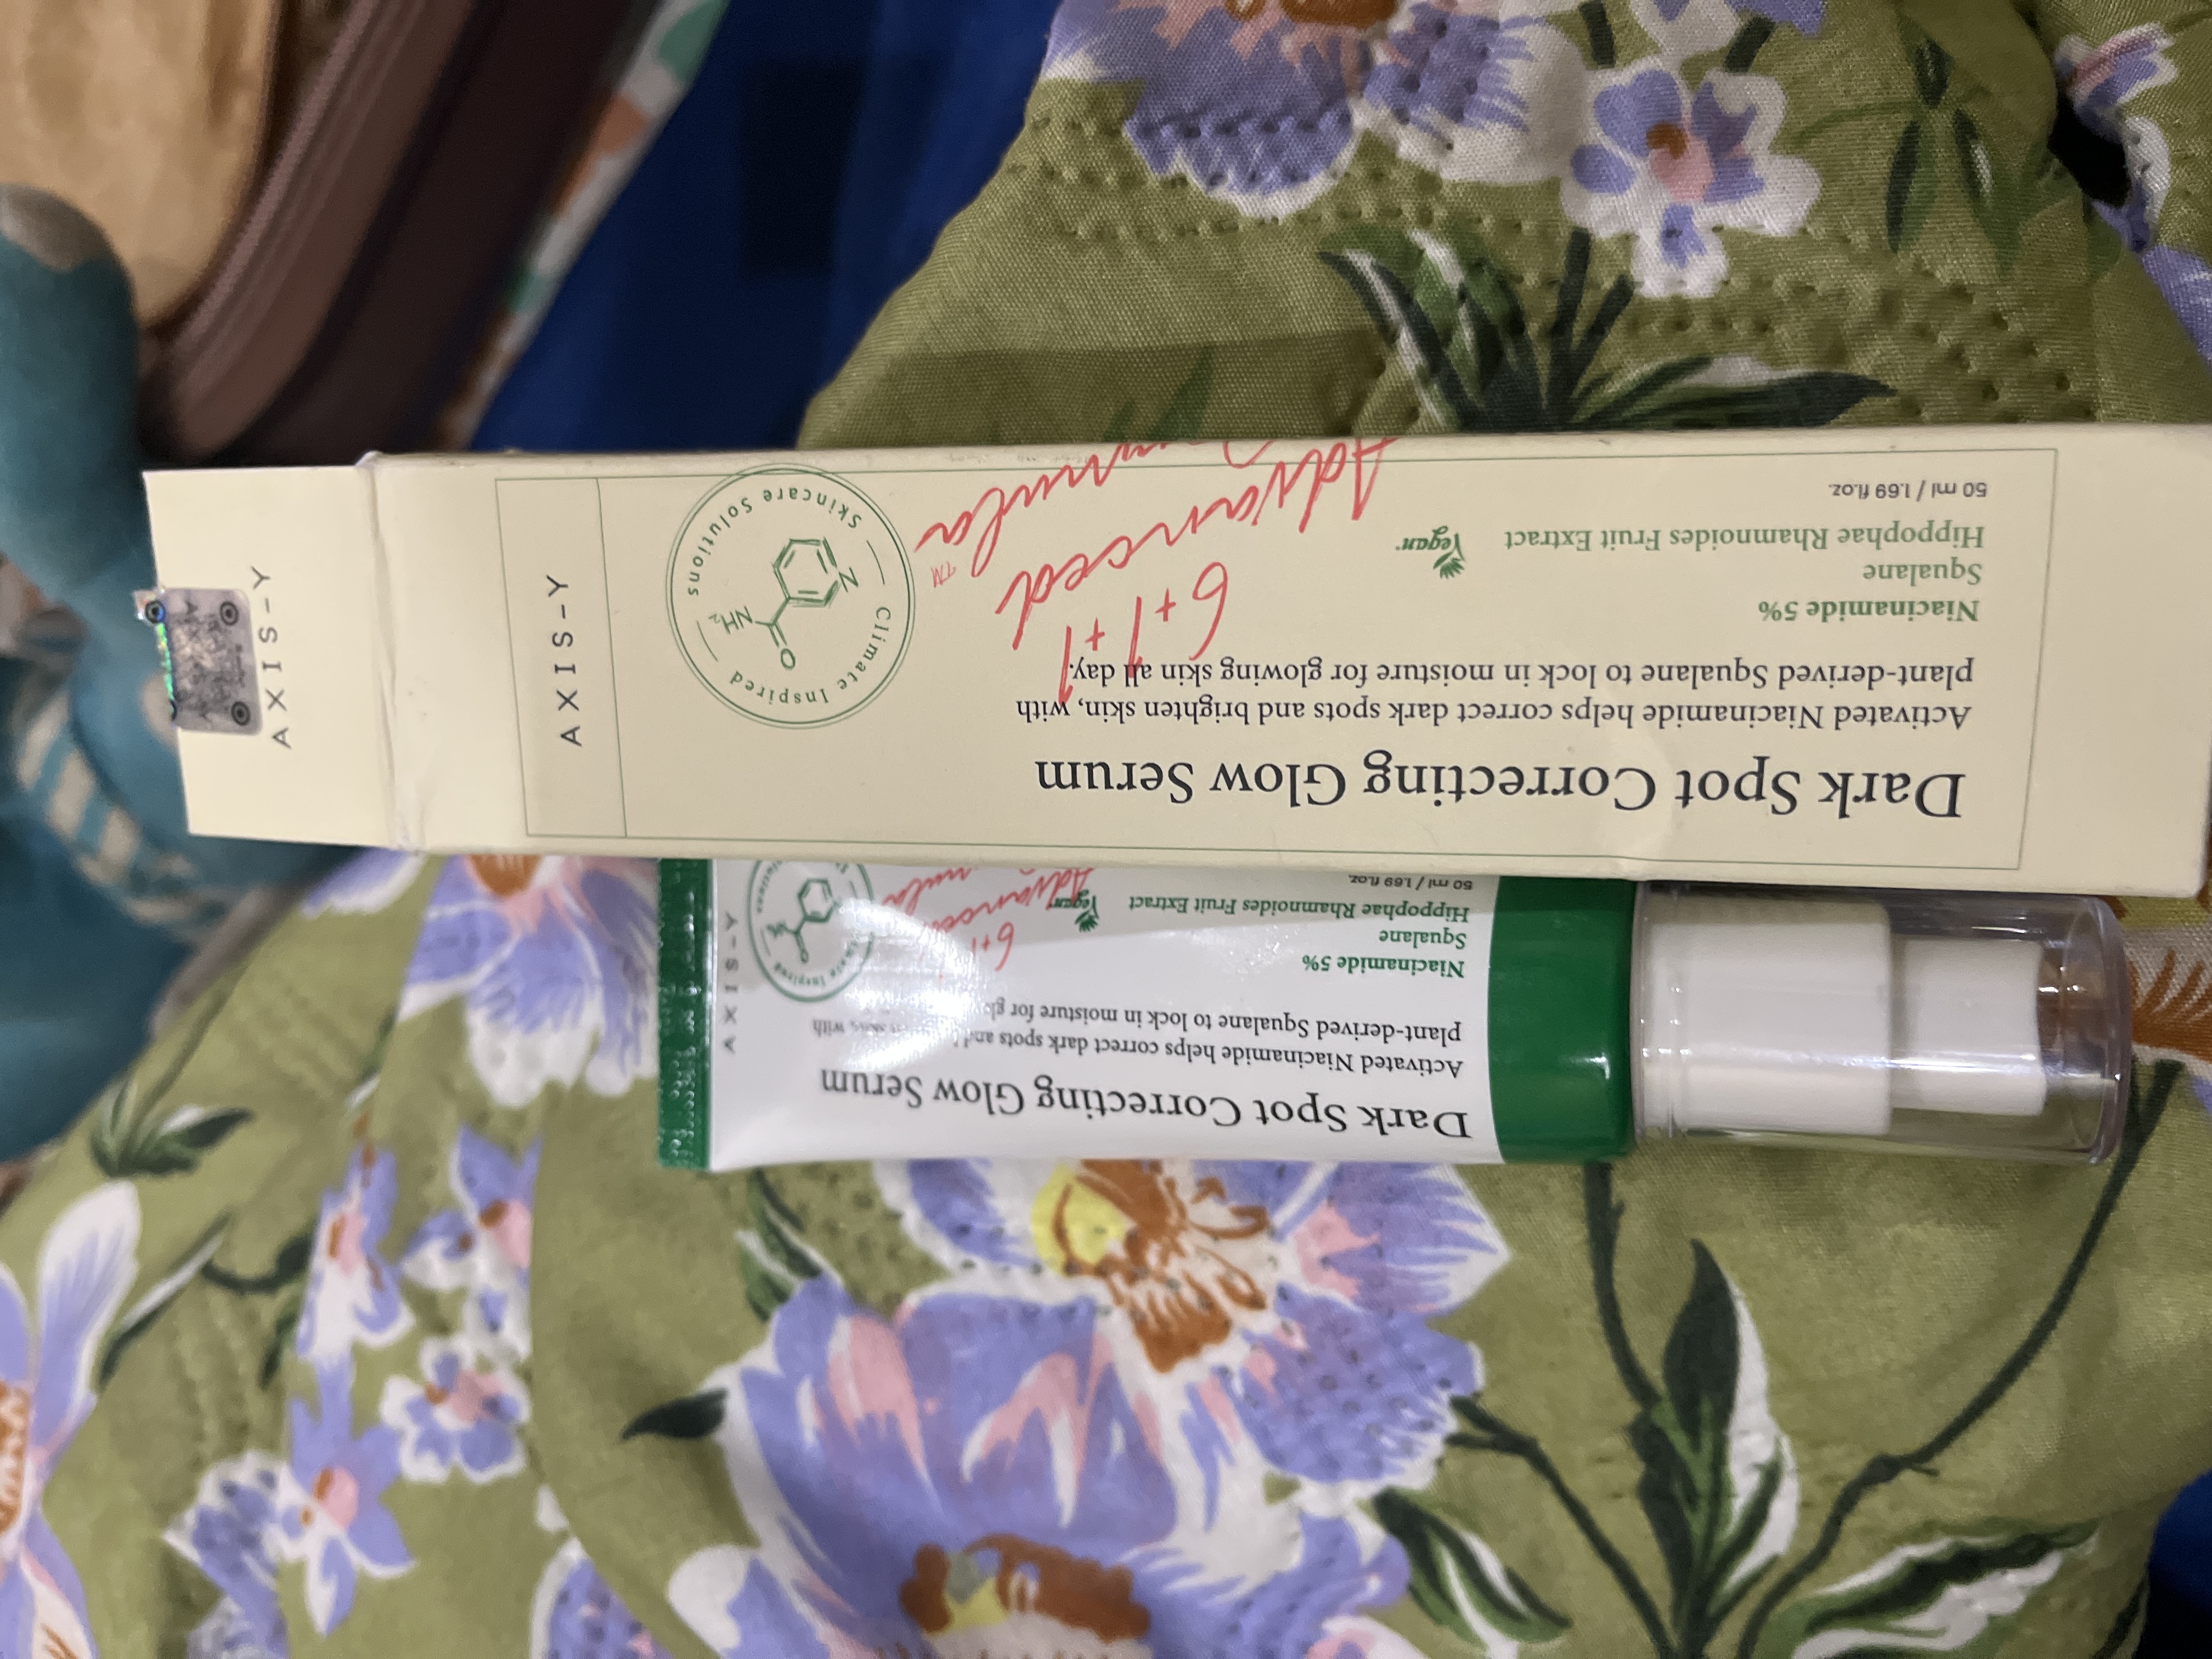 Dark Spot Correcting Glow Serum
Activated Niacinamide helps correct dark spots and brighten skin, with
plant-derived Squalane to lock in moisture for glowing skin all day.
Niacinamide 5%
Squalane
Hippophae Rhamnoides Fruit Extract
Vegan
50 ml / 1.69 fl.oz.
6+1+1
Advanced
TM
Climate Inspired
Skincare Solutions
O
NH2
N
AXIS-Y
AXIS-Y
Dark Spot Correcting Glow Serum
Activated Niacinamide helps correct dark spots and
with
plant-derived Squalane to lock in moisture for
Niacinamide 5%
Squalane
Hippophae Rhamnoides Fruit Extract
Vegan
50 ml / 1.69 fl.oz.
6+1
AXIS-Y